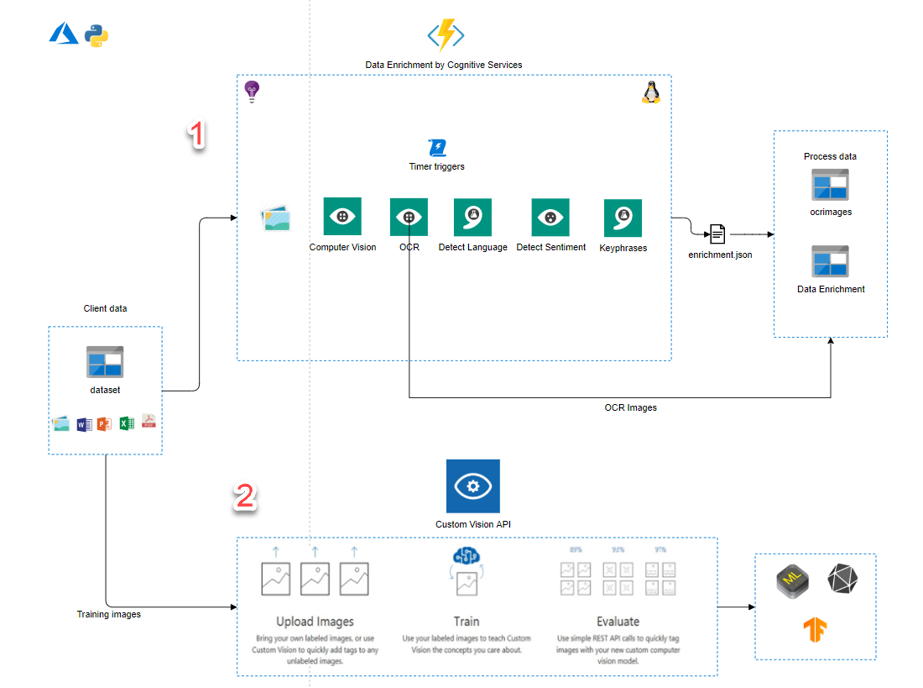 Data Enrichment by Cognitive Services
1
Timer triggers
Computer Vision
OCR
Detect Language
Detect Sentiment
Keyphrases
enrichment.json
Process data
ocrimages
Data Enrichment
Client data
dataset
OCR Images
2
Custom Vision API
Training images
Upload Images
Bring your own labeled images, or use
Custom Vision to quickly add tags to any
unlabeled images.
Train
Use your labeled images to teach Custom
Vision the concepts you care about.
Evaluate
Use simple REST API calls to quickly tag
images with your new custom computer
vision model.
ML